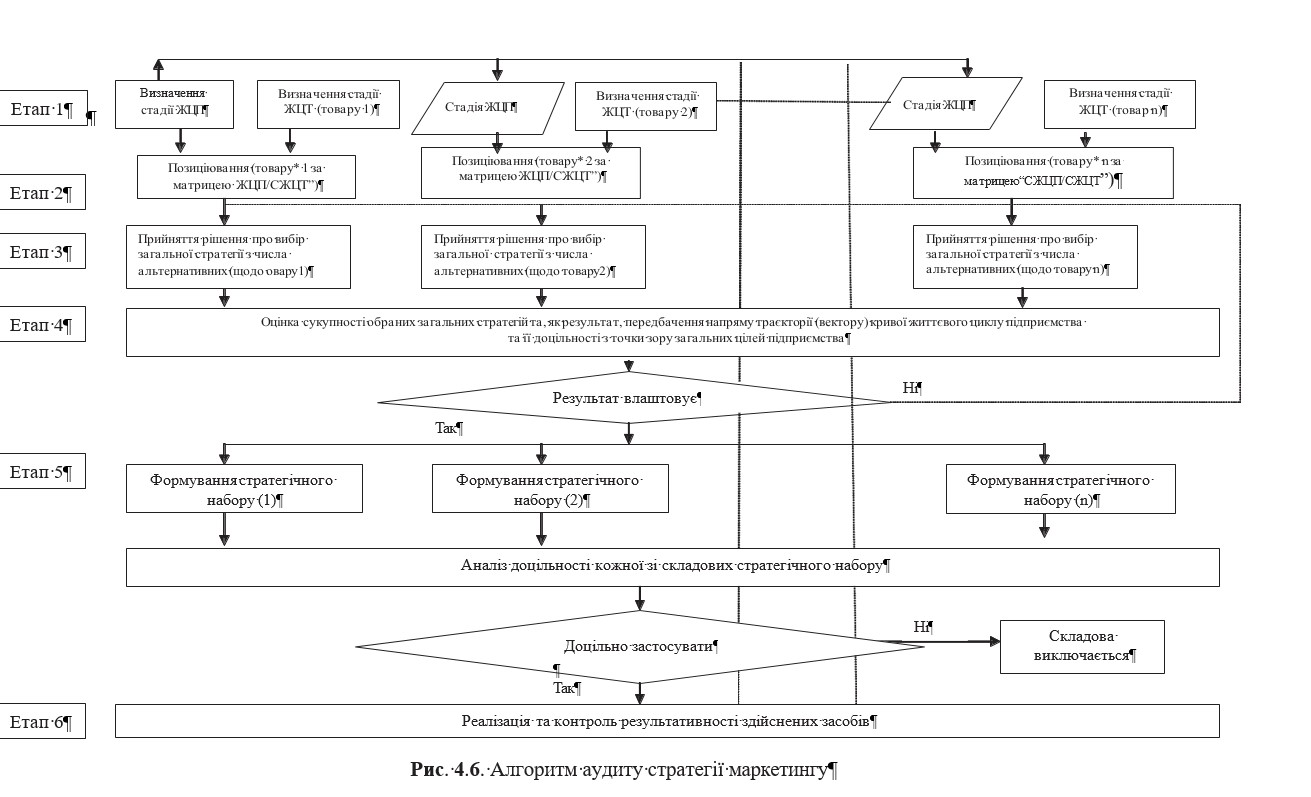 Етап 1¶
¶
Визначення
стадії ЖЦП¶
Визначення стадії
ЖЦТ (товару 1)¶
Стадія ЖЦП¶
Визначення стадії
ЖЦТ (товару 2)¶
Стадія ЖЦП¶
Визначення стадії
ЖЦТ (товар n)¶
Етап 2¶
Позиціювання (товару* 1 за
матрицею ЖЦП/СЖЦТ”)¶
Позиціювання (товару* 2 за
матрицею ЖЦП/СЖЦТ”)¶
Позиціювання (товару* n за
матрицею “СЖЦП/СЖЦТ”)¶
Етап 3¶
Прийняття рішення про вибір
загальної стратегії з числа
альтернативних (щодо овару1)¶
Прийняття рішення про вибір
загальної стратегії з числа
альтернативних (щодо товару2)¶
Прийняття рішення про вибір
загальної стратегії з числа
альтернативних (щодо товару n)¶
Етап 4¶
Оцінка сукупності обраних загальних стратегій та, як результат, передбачення напряму траєкторії (вектору) кривої життєвого циклу підприємства
та її доцільності з точки зору загальних цілей підприємства¶
Результат влаштовує¶
Ні¶
Так¶
Етап 5¶
Формування стратегічного
набору (1)¶
Формування стратегічного
набору (2)¶
Формування стратегічного
набору (n)¶
Аналіз доцільності кожної зі складових стратегічного набору¶
Доцільно застосувати¶
¶
Ні¶
Складова
виключається¶
Так¶
Етап 6¶
Реалізація та контроль результативності здійснених засобів¶
Рис. 4.6. Алгоритм аудиту стратегії маркетингу¶